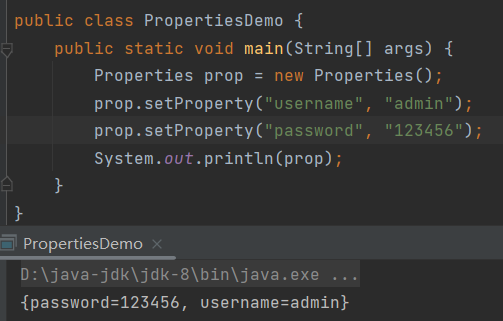 public class PropertiesDemo {
    public static void main(String[] args) {
        Properties prop = new Properties();
        prop.setProperty("username", "admin");
        prop.setProperty("password", "123456");
        System.out.println(prop);
    }
}
PropertiesDemo ×
D:\java-jdk\jdk-8\bin\java.exe ...
{password=123456, username=admin}